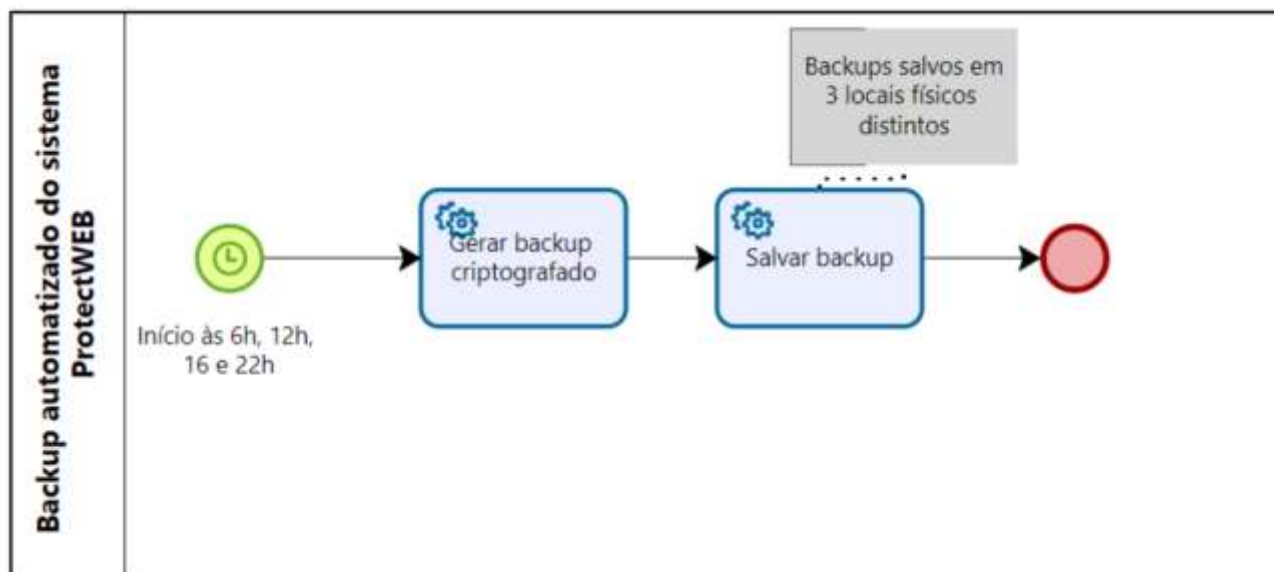 Backup automatizado do sistema
ProtectWEB
Início às 6h, 12h,
16 e 22h
Gerar backup
criptografado
Salvar backup
Backups salvos em
3 locais físicos
distintos